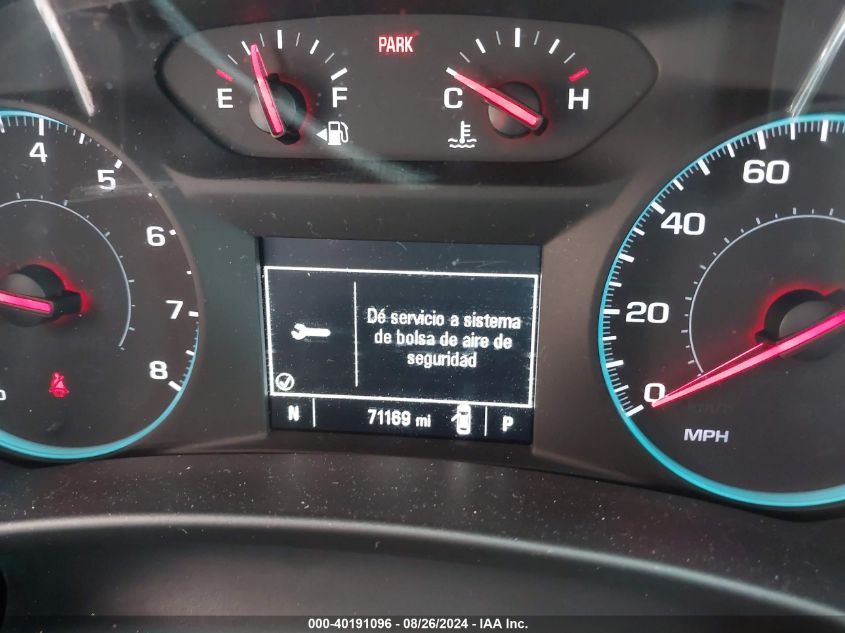 PARK
E F
C H
4
5
6
7
8
60
40
20
0
MPH
Dé servicio a sistema
de bolsa de aire de
seguridad
N 71169 mi P
000-40191096 - 08/26/2024 - IAA Inc.